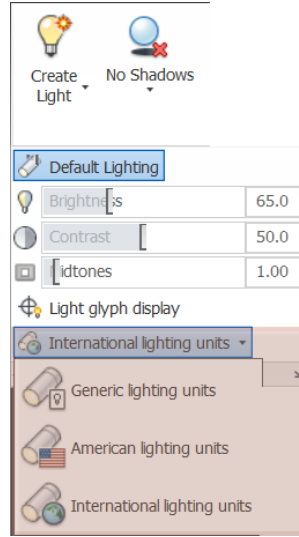 Create
Light
No Shadows
Default Lighting
Brightness 65.0
Contrast 50.0
Midtones 1.00
Light glyph display
International lighting units
Generic lighting units
American lighting units
International lighting units